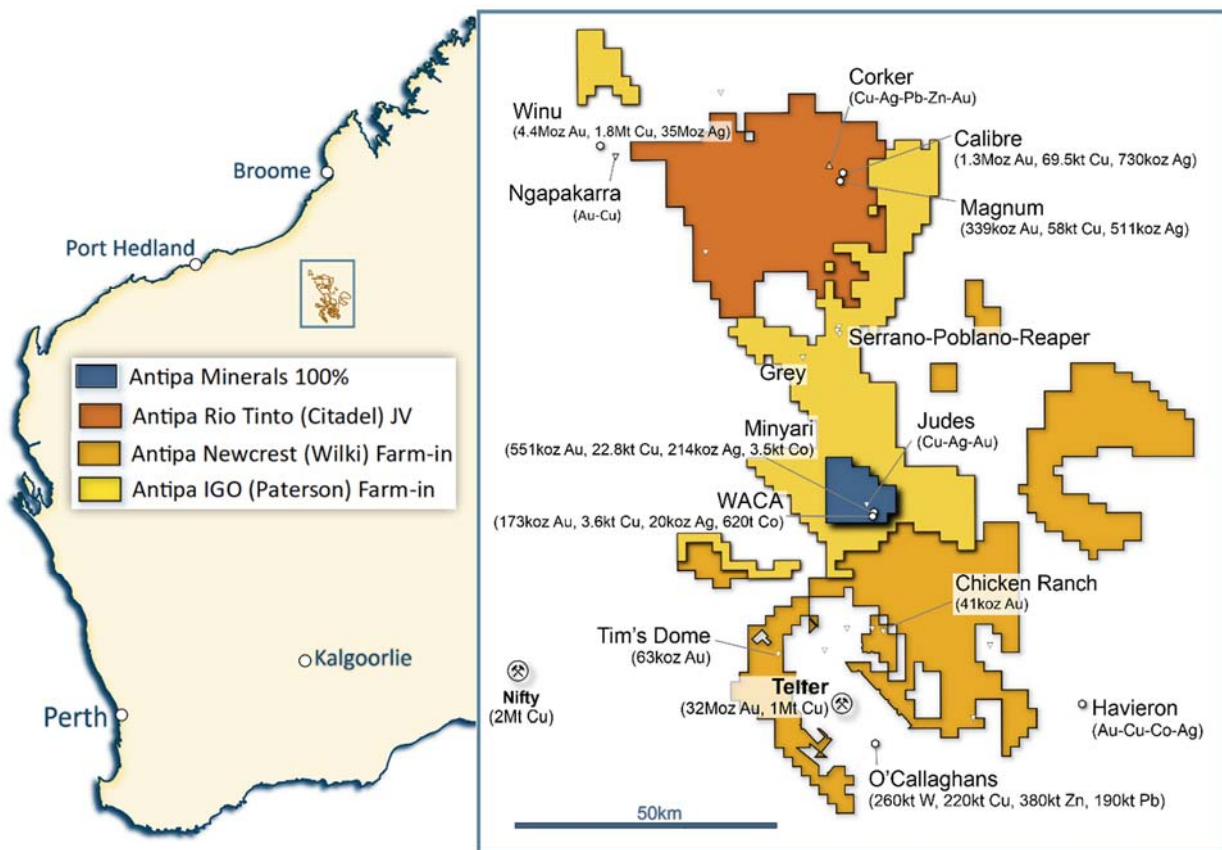 Broome
Port Hedland
Kalgoorlie
Perth
Antipa Minerals 100%
Antipa Rio Tinto (Citadel) JV
Antipa Newcrest (Wilki) Farm-in
Antipa IGO (Paterson) Farm-in
Corker
(Cu-Ag-Pb-Zn-Au)
Winu
(4.4Moz Au, 1.8Mt Cu, 35Moz Ag)
Calibre
(1.3Moz Au, 69.5kt Cu, 730koz Ag)
Ngapakarra
(Au-Cu)
Magnum
(339koz Au, 58kt Cu, 511koz Ag)
Serrano-Poblano-Reaper
Grey
Judes
(Cu-Ag-Au)
Minyari
(551koz Au, 22.8kt Cu, 214koz Ag, 3.5kt Co)
WACA
(173koz Au, 3.6kt Cu, 20koz Ag, 620t Co)
Chicken Ranch
(41koz Au)
Tim's Dome
(63koz Au)
Nifty
(2Mt Cu)
Telfer
(32Moz Au, 1Mt Cu)
Havieron
(Au-Cu-Co-Ag)
O'Callaghans
(260kt W, 220kt Cu, 380kt Zn, 190kt Pb)
50km